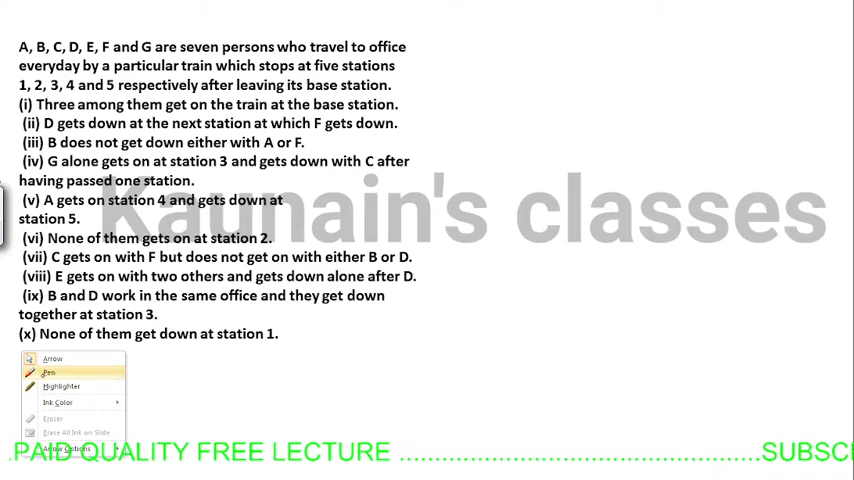 A, B, C, D, E, F and G are seven persons who travel to office
everyday by a particular train which stops at five stations
1, 2, 3, 4 and 5 respectively after leaving its base station.
(i) Three among them get on the train at the base station.
(ii) D gets down at the next station at which F gets down.
(iii) B does not get down either with A or F.
(iv) G alone gets on at station 3 and gets down with C after
having passed one station.
(v) A gets on station 4 and gets down at
station 5.
(vi) None of them gets on at station 2.
(vii) C gets on with F but does not get on with either B or D.
(viii) E gets on with two others and gets down alone after D.
(ix) B and D work in the same office and they get down
together at station 3.
(x) None of them get down at station 1.
Kaunain's classes
Arrow
Pen
Highlighter
Ink Color
Eraser
Erase All Ink on Slide
Arrow Options
.PAID QUALITY FREE LECTURE ..................................................SUBSC